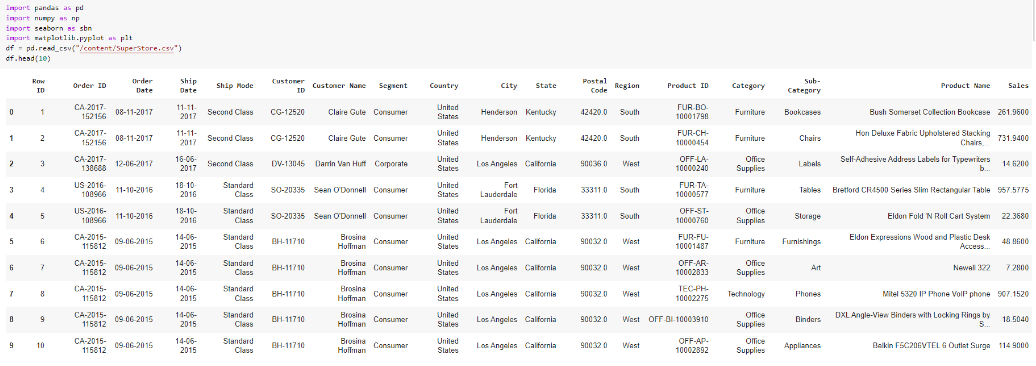 import pandas as pd
import numpy as np
import seaborn as sbn
import matplotlib.pyplot as plt
df = pd.read_csv("/content/SuperStore.csv")
df.head(10)
Row ID Order ID Order Date Ship Date Ship Mode Customer ID Customer Name Segment Country City State Postal Code Region Product ID Category Sub-Category Product Name Sales
0 1 CA-2017-152156 08-11-2017 11-11-2017 Second Class CG-12520 Claire Gute Consumer United States Henderson Kentucky 42420.0 South FUR-BO-10001798 Furniture Bookcases Bush Somerset Collection Bookcase 261.9600
1 2 CA-2017-152156 08-11-2017 11-11-2017 Second Class CG-12520 Claire Gute Consumer United States Henderson Kentucky 42420.0 South FUR-CH-10000454 Furniture Chairs Hon Deluxe Fabric Upholstered Stacking Chairs,... 731.9400
2 3 CA-2017-138688 12-06-2017 16-06-2017 Second Class DV-13045 Darrin Van Huff Corporate United States Los Angeles California 90036.0 West OFF-LA-10000240 Office Supplies Labels Self-Adhesive Address Labels for Typewriters b... 14.6200
3 4 US-2016-108966 11-10-2016 18-10-2016 Standard Class SO-20335 Sean O'Donnell Consumer United States Fort Lauderdale Florida 33311.0 South FUR-TA-10000577 Furniture Tables Bretford CR4500 Series Slim Rectangular Table 957.5775
4 5 US-2016-108966 11-10-2016 18-10-2016 Standard Class SO-20335 Sean O'Donnell Consumer United States Fort Lauderdale Florida 33311.0 South OFF-ST-10000760 Office Supplies Storage Eldon Fold 'N Roll Cart System 22.3680
5 6 CA-2015-115812 09-06-2015 14-06-2015 Standard Class BH-11710 Brosina Hoffman Consumer United States Los Angeles California 90032.0 West FUR-FU-10001487 Furniture Furnishings Eldon Expressions Wood and Plastic Desk Access... 48.8600
6 7 CA-2015-115812 09-06-2015 14-06-2015 Standard Class BH-11710 Brosina Hoffman Consumer United States Los Angeles California 90032.0 West OFF-AR-10002833 Office Supplies Art Newell 322 7.2800
7 8 CA-2015-115812 09-06-2015 14-06-2015 Standard Class BH-11710 Brosina Hoffman Consumer United States Los Angeles California 90032.0 West TEC-PH-10002275 Technology Phones Mitel 5320 IP Phone VoIP phone 907.1520
8 9 CA-2015-115812 09-06-2015 14-06-2015 Standard Class BH-11710 Brosina Hoffman Consumer United States Los Angeles California 90032.0 West OFF-BI-10003910 Office Supplies Binders DXL Angle-View Binders with Locking Rings by S... 18.5040
9 10 CA-2015-115812 09-06-2015 14-06-2015 Standard Class BH-11710 Brosina Hoffman Consumer United States Los Angeles California 90032.0 West OFF-AP-10002892 Office Supplies Appliances Belkin F5C206VTEL 6 Outlet Surge 114.9000